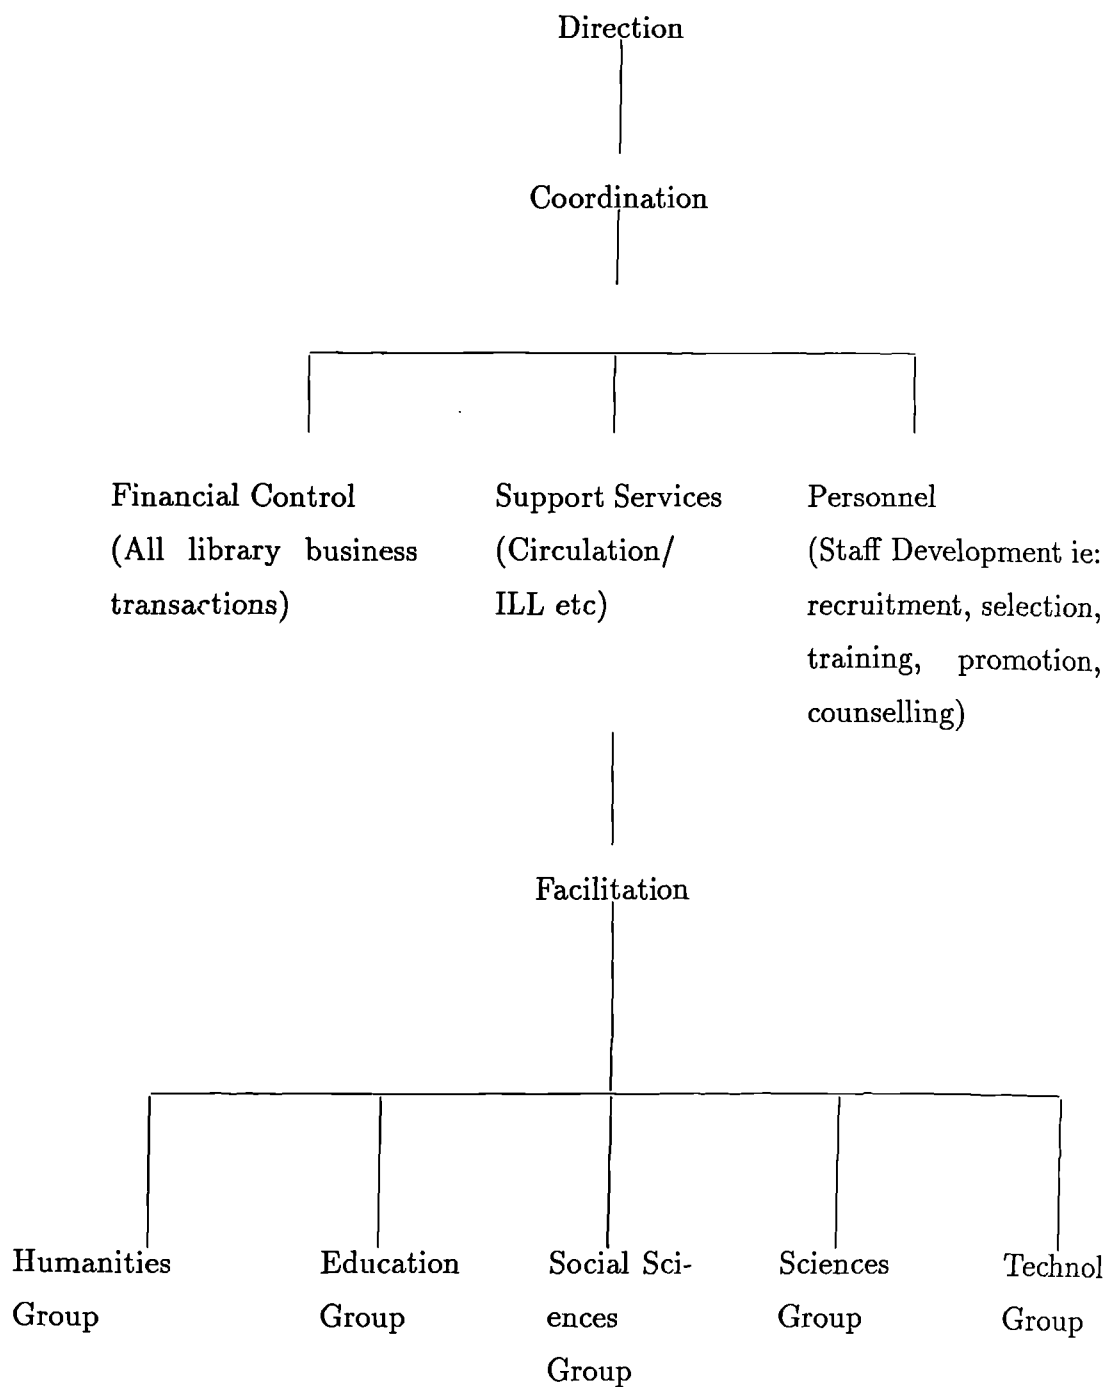 Direction
Coordination
Financial Control
(All library business
transactions)
Support Services
(Circulation/
ILL etc)
Personnel
(Staff Development ie:
recruitment, selection,
training, promotion,
counselling)
Facilitation
Humanities
Group
Education
Group
Social Sci-
ences
Group
Sciences
Group
Technol
Group